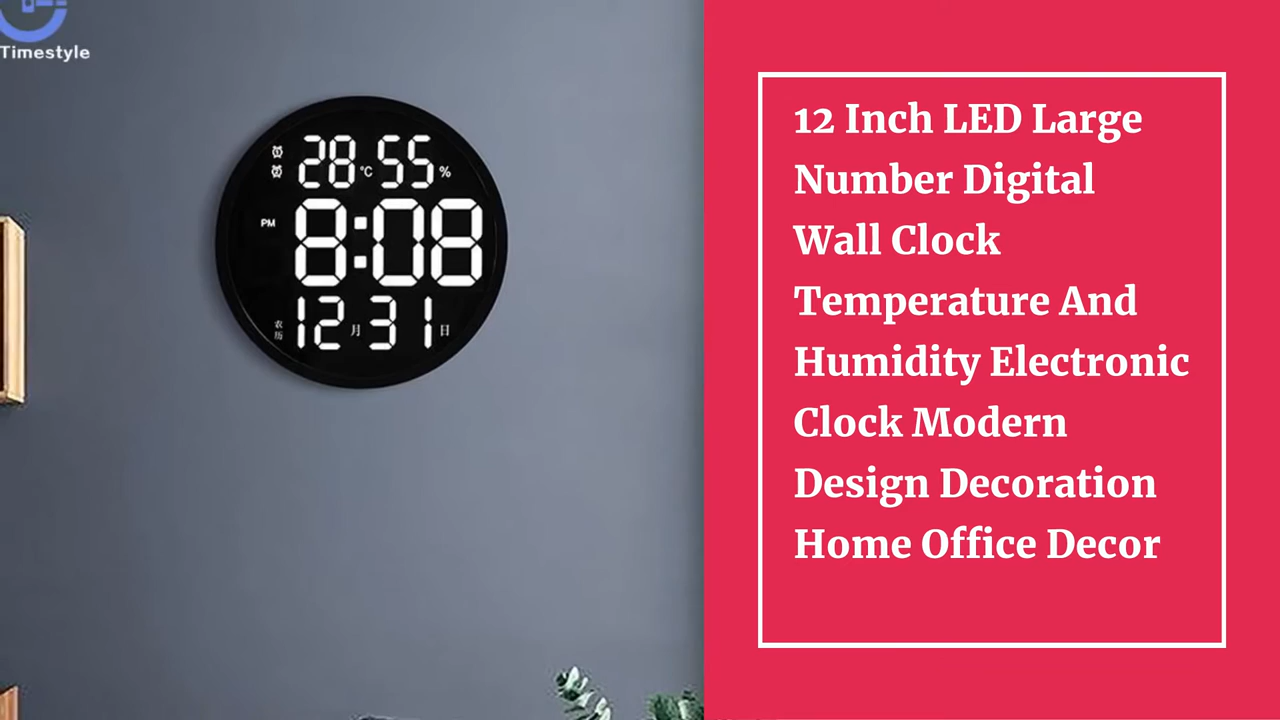 Timestyle
28 °C 55 %
PM 8:08
农历 12 月 31 日
12 Inch LED Large
Number Digital
Wall Clock
Temperature And
Humidity Electronic
Clock Modern
Design Decoration
Home Office Decor